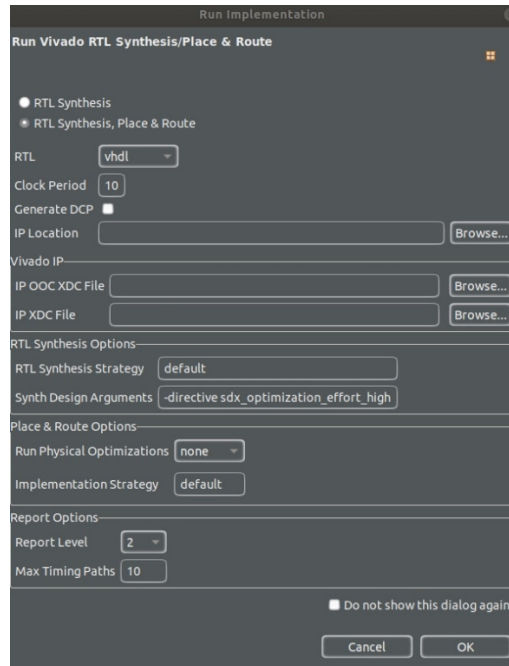 Run Implementation
Run Vivado RTL Synthesis/Place & Route
RTL Synthesis
RTL Synthesis, Place & Route
RTL vhdl
Clock Period 10
Generate DCP
IP Location Browse...
Vivado IP
IP OOC XDC File Browse...
IP XDC File Browse...
RTL Synthesis Options
RTL Synthesis Strategy default
Synth Design Arguments -directive sdx_optimization_effort_high
Place & Route Options
Run Physical Optimizations none
Implementation Strategy default
Report Options
Report Level 2
Max Timing Paths 10
Do not show this dialog again
Cancel OK